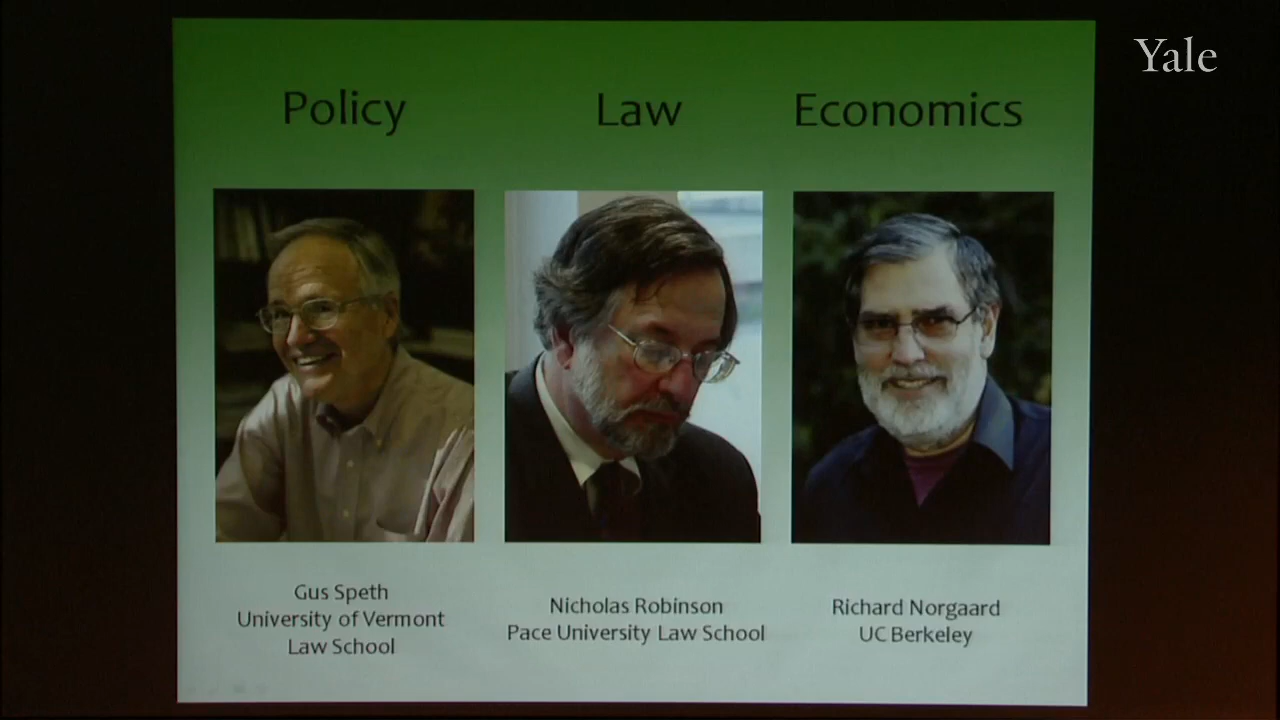 Yale
Policy
Law
Economics
Gus Speth
University of Vermont
Law School
Nicholas Robinson
Pace University Law School
Richard Norgaard
UC Berkeley